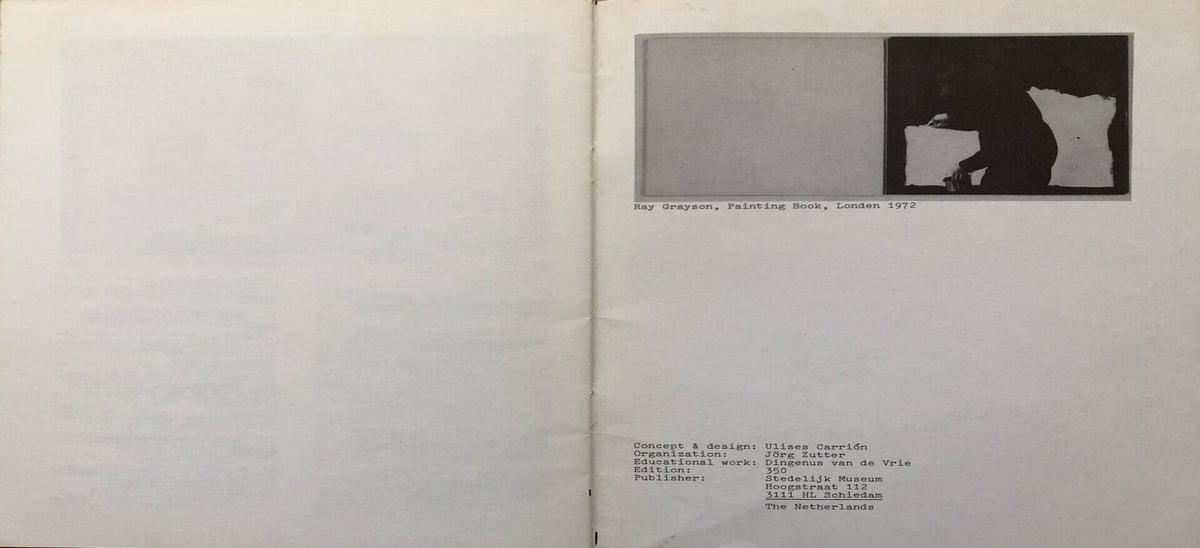 Ray Grayson, Painting Book, Londen 1972
Concept & design: Ulises Carrión
Organization: Jörg Zutter
Educational work: Dingenus van de Vrie
Edition: 350
Publisher: Stedelijk Museum
Hoogstraat 112
3111 HL Schiedam
The Netherlands